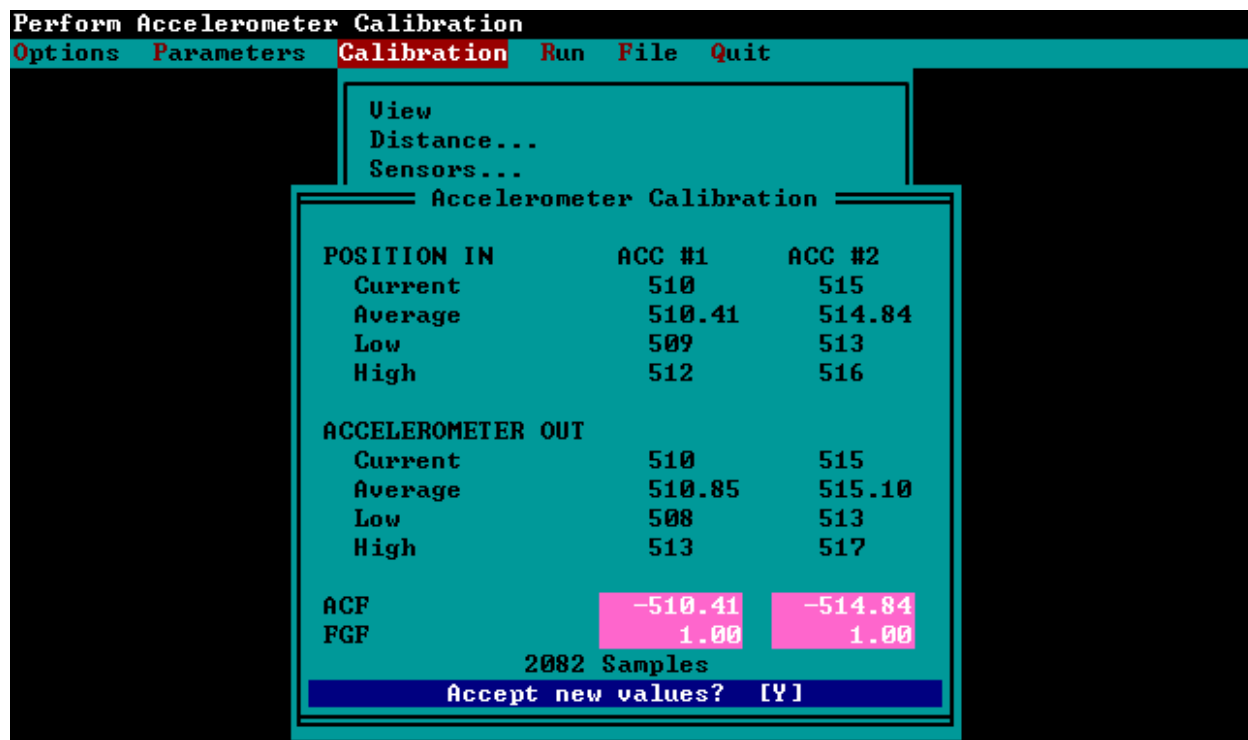 Perform Accelerometer Calibration
Options Parameters Calibration Run File Quit
View
Distance...
Sensors...
Accelerometer Calibration
POSITION IN ACC #1 ACC #2
Current 510 515
Average 510.41 514.84
Low 509 513
High 512 516
ACCELEROMETER OUT
Current 510 515
Average 510.85 515.10
Low 508 513
High 513 517
ACF -510.41 -514.84
FGF 1.00 1.00
2082 Samples
Accept new values? [Y]